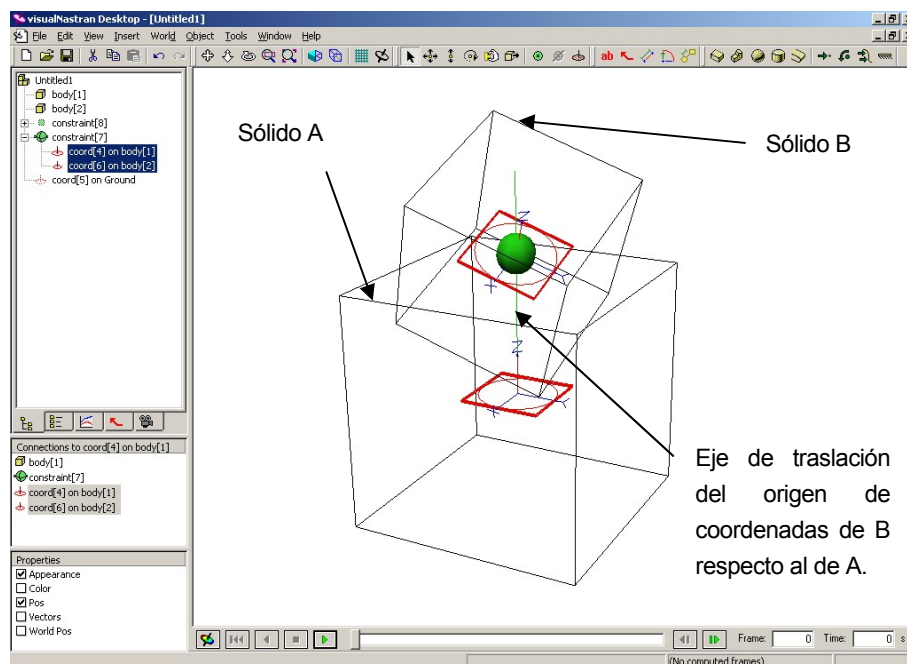 visualNastran Desktop - [Untitled1]
File Edit View Insert World Object Tools Window Help
ab
Untitled1
body[1]
body[2]
constraint[8]
constraint[7]
coord[4] on body[1]
coord[6] on body[2]
coord[5] on Ground
Connections to coord[4] on body[1]
body[1]
constraint[7]
coord[4] on body[1]
coord[6] on body[2]
Properties
Appearance
Color
Pos
Vectors
World Pos
Sólido A
Sólido B
Z
X
Y
Z
X
Y
Eje de traslación
del origen de
coordenadas de B
respecto al de A.
Frame: 0 Time: 0 s
(No computed frames)